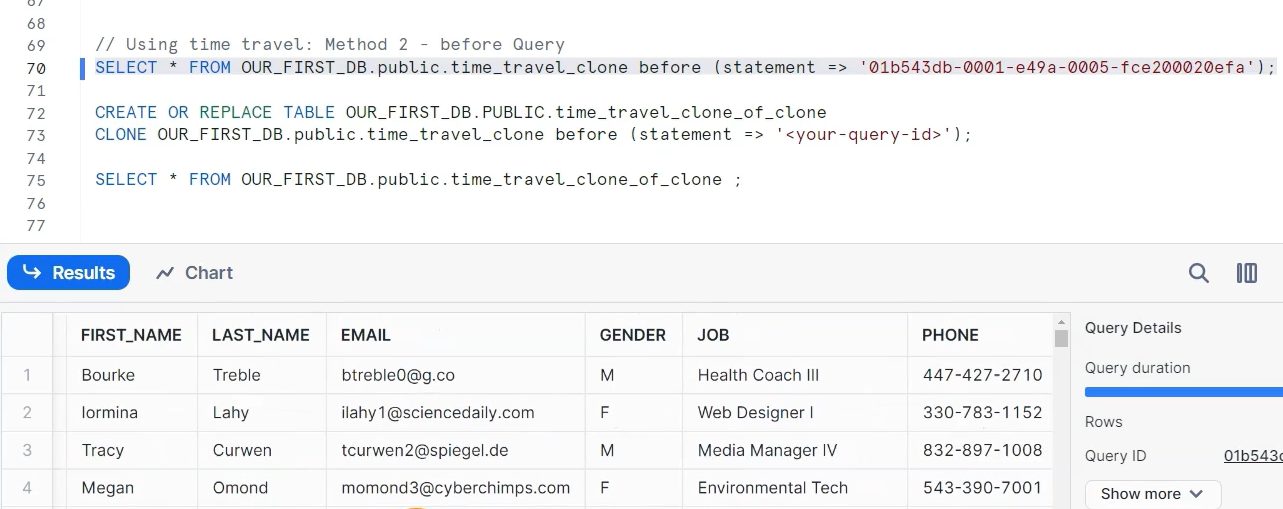 67
68
69 // Using time travel: Method 2 - before Query
70 SELECT * FROM OUR_FIRST_DB.public.time_travel_clone before (statement => '01b543db-0001-e49a-0005-fce200020efa');
71
72 CREATE OR REPLACE TABLE OUR_FIRST_DB.PUBLIC.time_travel_clone_of_clone
73 CLONE OUR_FIRST_DB.public.time_travel_clone before (statement => '<your-query-id>');
74
75 SELECT * FROM OUR_FIRST_DB.public.time_travel_clone_of_clone ;
76
77
Results Chart
FIRST_NAME LAST_NAME EMAIL GENDER JOB PHONE
1 Bourke Treble btreble0@g.co M Health Coach III 447-427-2710
2 Iormina Lahy ilahy1@sciencedaily.com F Web Designer I 330-783-1152
3 Tracy Curwen tcurwen2@spiegel.de M Media Manager IV 832-897-1008
4 Megan Omond momond3@cyberchimps.com F Environmental Tech 543-390-7001
Query Details
Query duration
Rows
Query ID 01b543
Show more